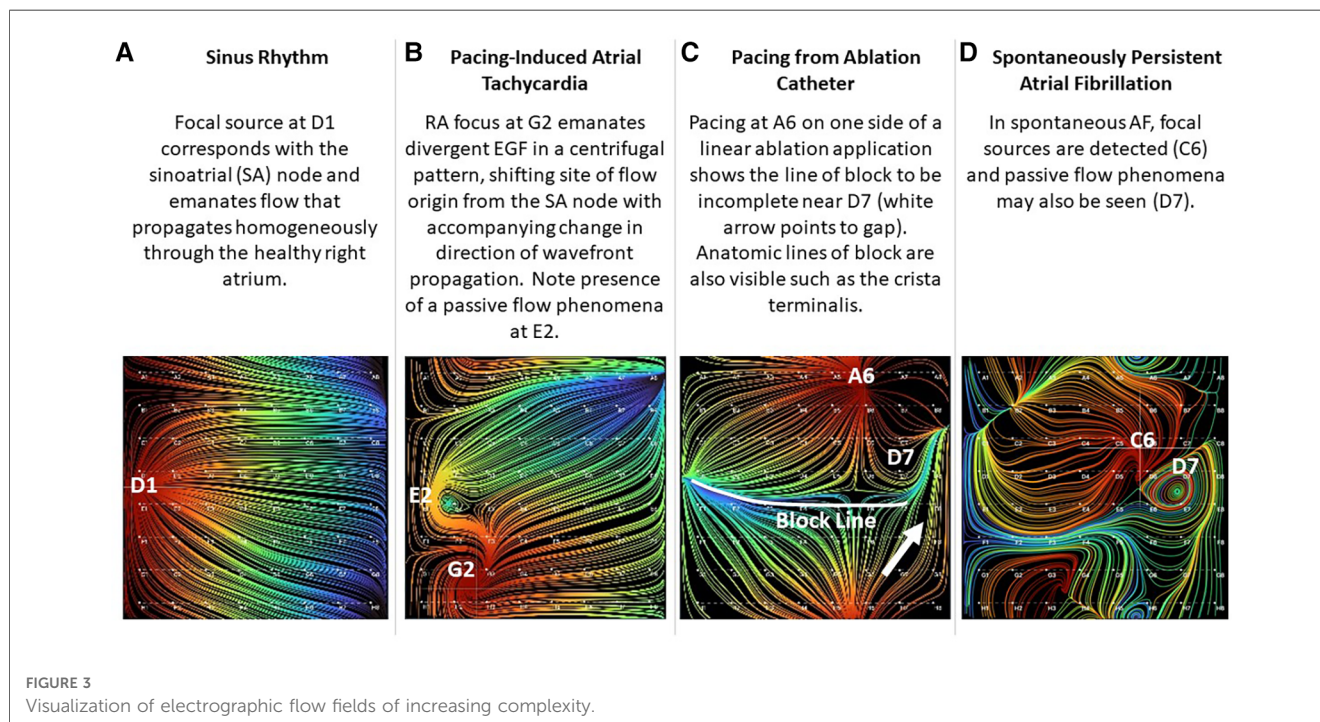 A
Sinus Rhythm
Focal source at D1
corresponds with the
sinoatrial (SA) node and
emanates flow that
propagates homogeneously
through the healthy right
atrium.
D1
B
Pacing-Induced Atrial
Tachycardia
RA focus at G2 emanates
divergent EGF in a centrifugal
pattern, shifting site of flow
origin from the SA node with
accompanying change in
direction of wavefront
propagation. Note presence
of a passive flow phenomena
at E2.
E2
G2
C
Pacing from Ablation
Catheter
Pacing at A6 on one side of a
linear ablation application
shows the line of block to be
incomplete near D7 (white
arrow points to gap).
Anatomic lines of block are
also visible such as the crista
terminalis.
A6
D7
Block Line
D
Spontaneously Persistent
Atrial Fibrillation
In spontaneous AF, focal
sources are detected (C6)
and passive flow phenomena
may also be seen (D7).
C6
D7
FIGURE 3
Visualization of electrographic flow fields of increasing complexity.